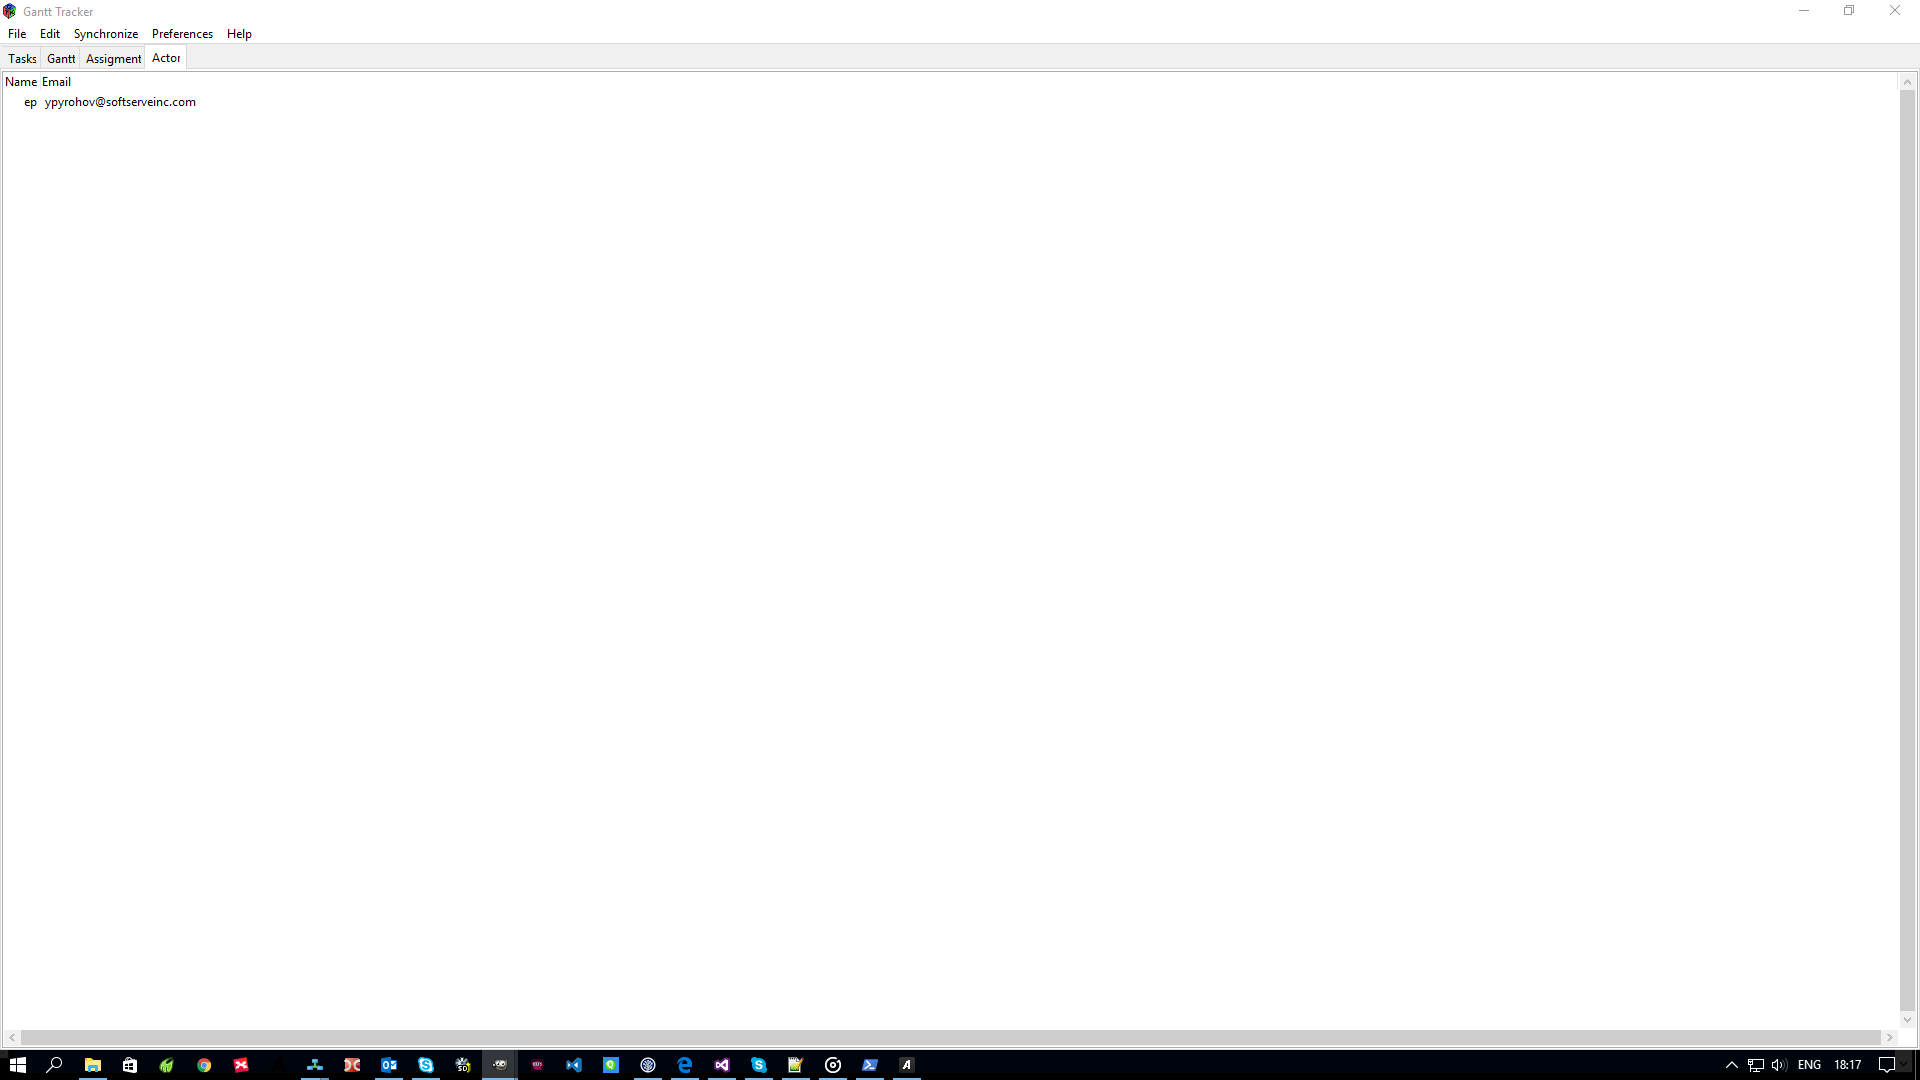 Gantt Tracker
File Edit Synchronize Preferences Help
Tasks Gantt Assigment Actor
Name Email
ep ypyrohov@softserveinc.com
ENG 18:17